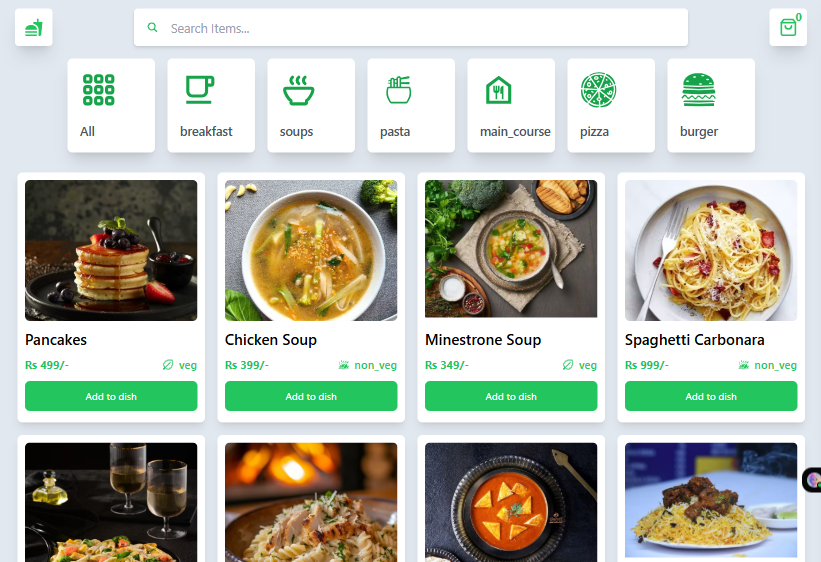 Search Items...
0
All
breakfast
soups
pasta
main_course
pizza
burger
Pancakes
Rs 499/-
veg
Add to dish
Chicken Soup
Rs 399/-
non_veg
Add to dish
Minestrone Soup
Rs 349/-
veg
Add to dish
Spaghetti Carbonara
Rs 999/-
non_veg
Add to dish